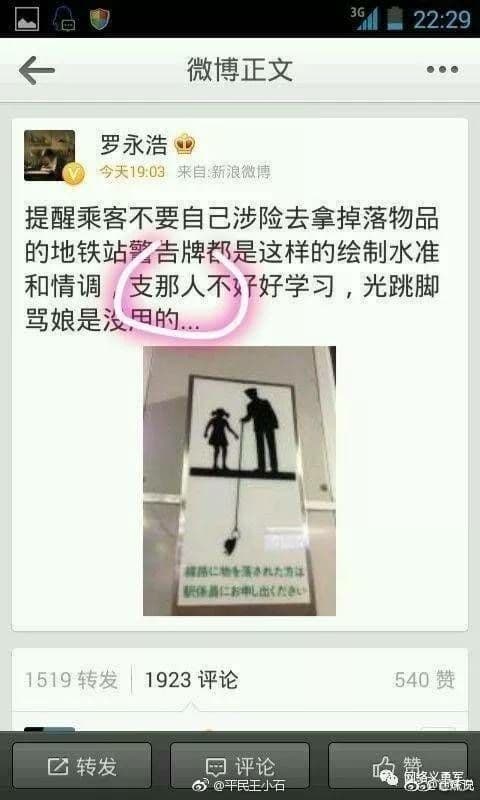 3G 22:29
微博正文
罗永浩
今天19:03 来自:新浪微博
提醒乘客不要自己涉险去拿掉落物品
的地铁站警告牌都是这样的绘制水准
和情调，支那人不好好学习，光跳脚
骂娘是没用的...
線路に物を落された方は
駅係員にお申し出ください
1519 转发 1923 评论 540 赞
转发 评论 赞
@平民王小石
网络义勇军